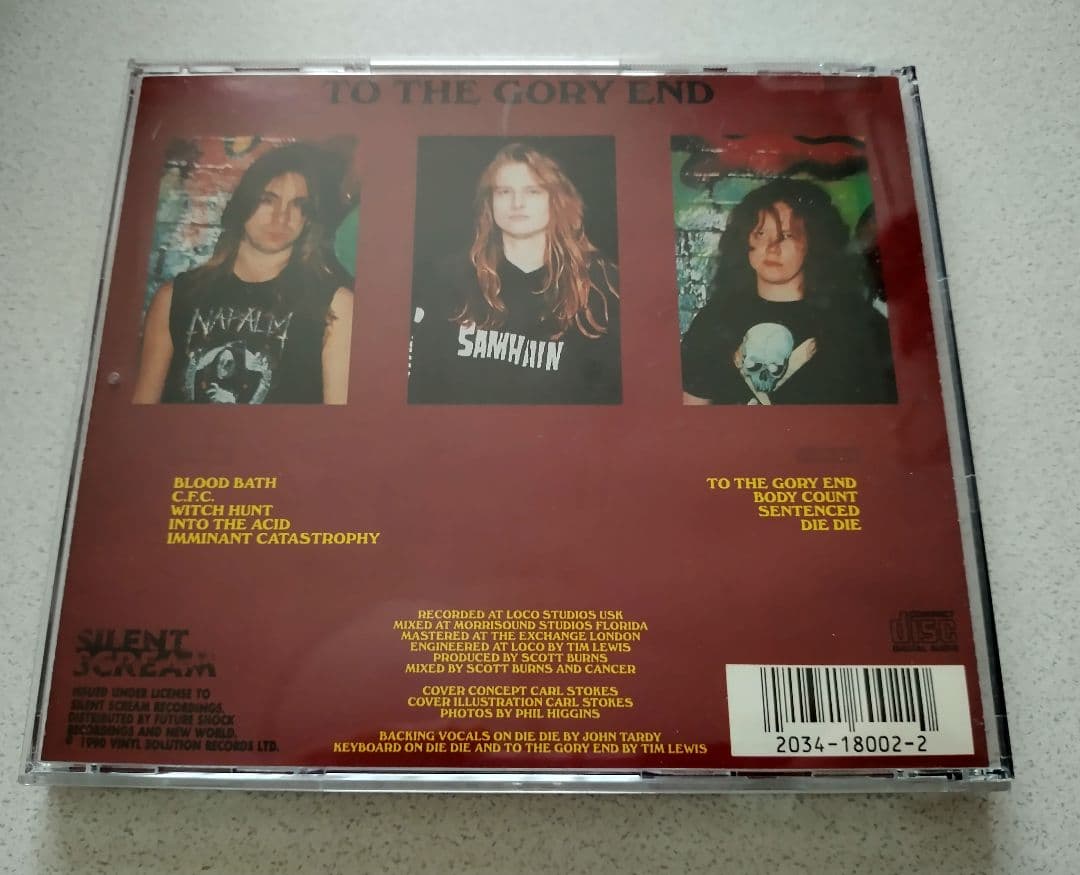 TO THE GORY END
NAPALM
SAMHAIN
BLOOD BATH
C.F.C.
WITCH HUNT
INTO THE ACID
IMMINANT CATASTROPHY
TO THE GORY END
BODY COUNT
SENTENCED
DIE DIE
RECORDED AT LOCO STUDIOS USK
MIXED AT MORRISOUND STUDIOS FLORIDA
MASTERED AT THE EXCHANGE LONDON
ENGINEERED AT LOCO BY TIM LEWIS
PRODUCED BY SCOTT BURNS
MIXED BY SCOTT BURNS AND CANCER
COVER CONCEPT CARL STOKES
COVER ILLUSTRATION CARL STOKES
PHOTOS BY PHIL HIGGINS
BACKING VOCALS ON DIE DIE BY JOHN TARDY
KEYBOARD ON DIE DIE AND TO THE GORY END BY TIM LEWIS
SILENT
SCREAM
ISSUED UNDER LICENSE TO
SILENT SCREAM RECORDINGS.
DISTRIBUTED BY FUTURE SHOCK
RECORDINGS AND NEW WORLD.
℗ 1990 VINYL SOLUTION RECORDS LTD.
COMPACT
disc
DIGITAL AUDIO
2034-18002-2